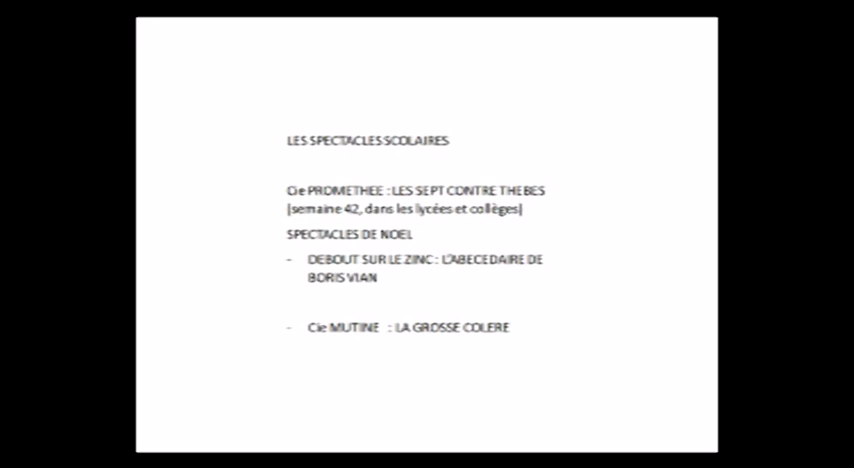 LES SPECTACLES SCOLAIRES
Cie PROMETHEE : LES SEPT CONTRE THEBES
(semaine 42, dans les lycées et collèges)
SPECTACLES DE NOEL
- DEBOUT SUR LE ZINC : L'ABECEDAIRE DE
BORIS VIAN
- Cie MUTINE : LA GROSSE COLERE